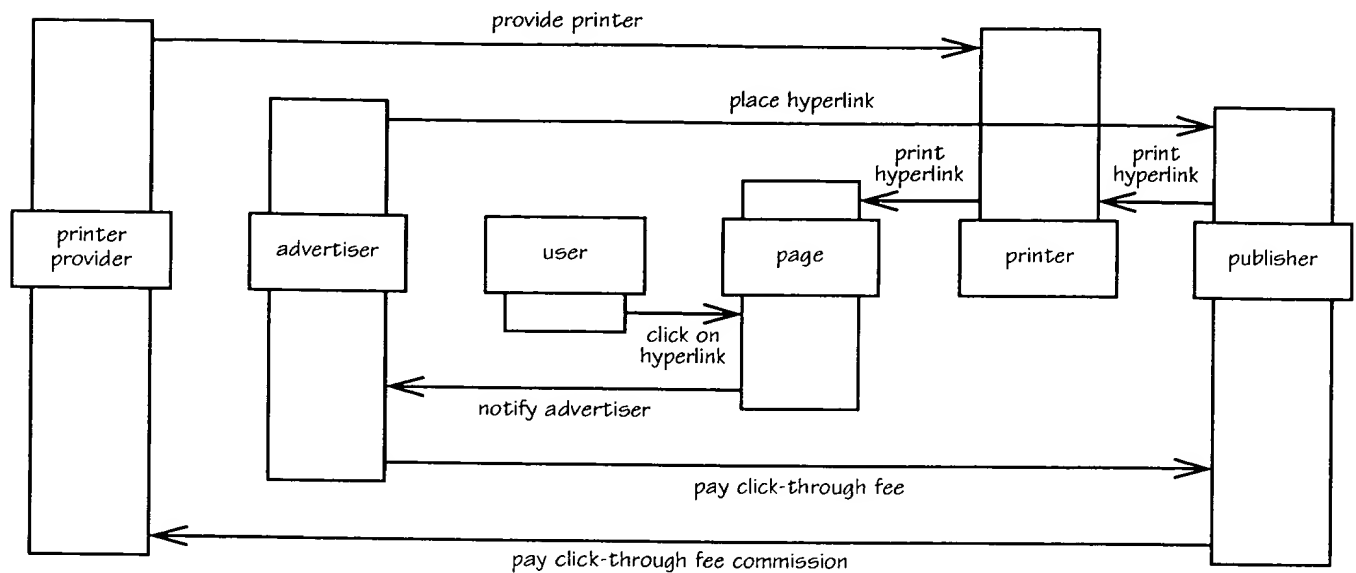 provide printer
place hyperlink
print
hyperlink
print
hyperlink
printer
provider
advertiser
user
page
printer
publisher
click on
hyperlink
notify advertiser
pay click-through fee
pay click-through fee commission